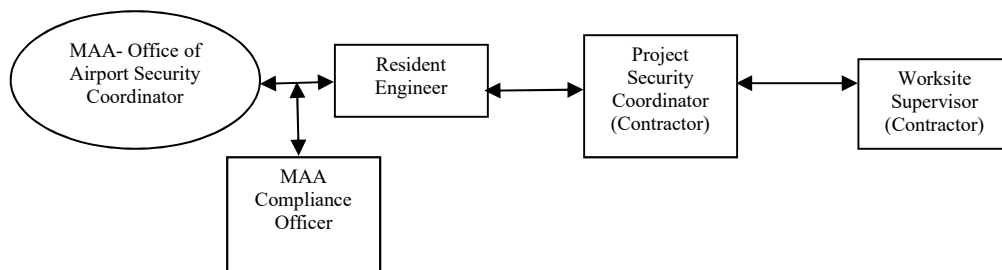 MAA- Office of
Airport Security
Coordinator
Resident
Engineer
Project
Security
Coordinator
(Contractor)
Worksite
Supervisor
(Contractor)
MAA
Compliance
Officer